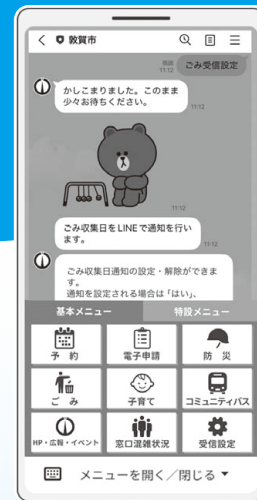 敦賀市
既読
11:12
ごみ受信設定
かしこまりました。このまま
少々お待ちください。
11:12
11:12
ごみ収集日をLINEで通知を行い
ます。
11:12
ごみ収集日通知の設定・解除ができま
す。
通知を設定される場合は「はい」、
基本メニュー
特設メニュー
予 約
電子申請
防 災
ご み
子育て
コミュニティバス
HP・広報・イベント
窓口混雑状況
受信設定
メニューを開く／閉じる▼